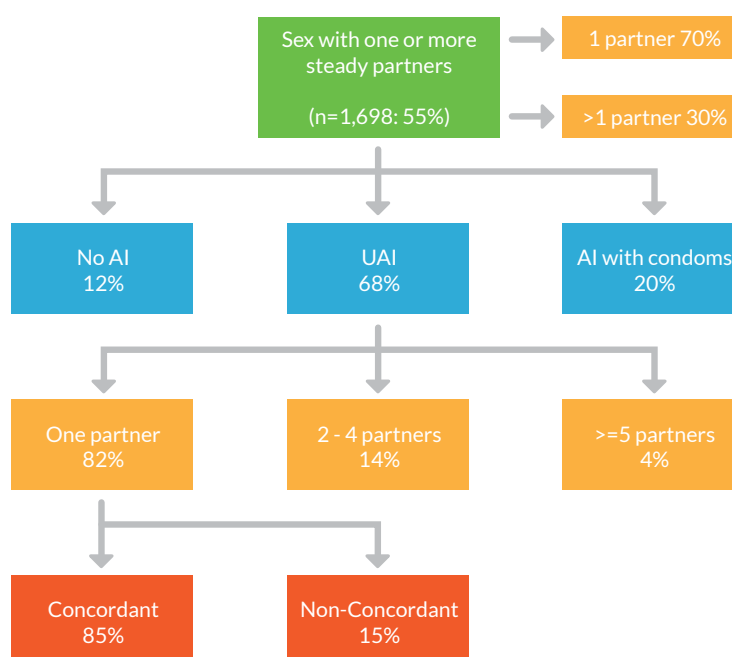 Sex with one or more
steady partners
(n=1,698: 55%)
1 partner 70%
>1 partner 30%
No AI
12%
UAI
68%
AI with condoms
20%
One partner
82%
2 - 4 partners
14%
>=5 partners
4%
Concordant
85%
Non-Concordant
15%